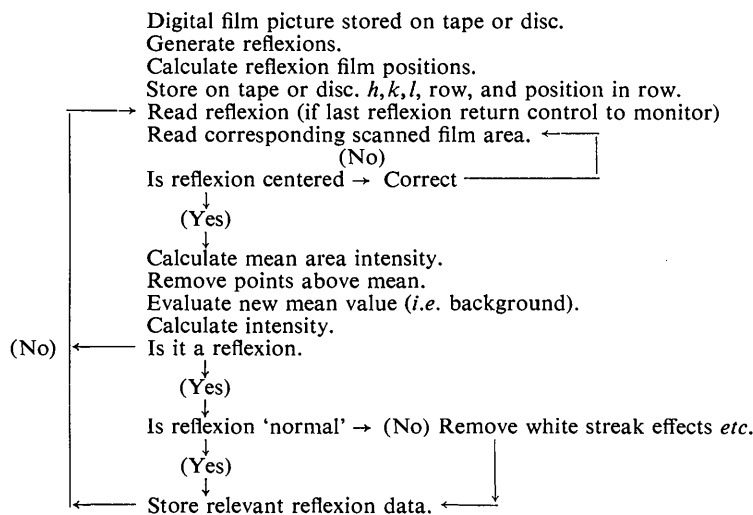 Digital film picture stored on tape or disc.
Generate reflexions.
Calculate reflexion film positions.
Store on tape or disc. h,k,l, row, and position in row.
→ Read reflexion (if last reflexion return control to monitor)
Read corresponding scanned film area. ←
(No)
Is reflexion centered → Correct
↓
(Yes)
↓
Calculate mean area intensity.
Remove points above mean.
Evaluate new mean value (i.e. background).
Calculate intensity.
(No) ← Is it a reflexion.
↓
(Yes)
↓
Is reflexion 'normal' → (No) Remove white streak effects etc.
↓
(Yes)
↓
← Store relevant reflexion data. ←